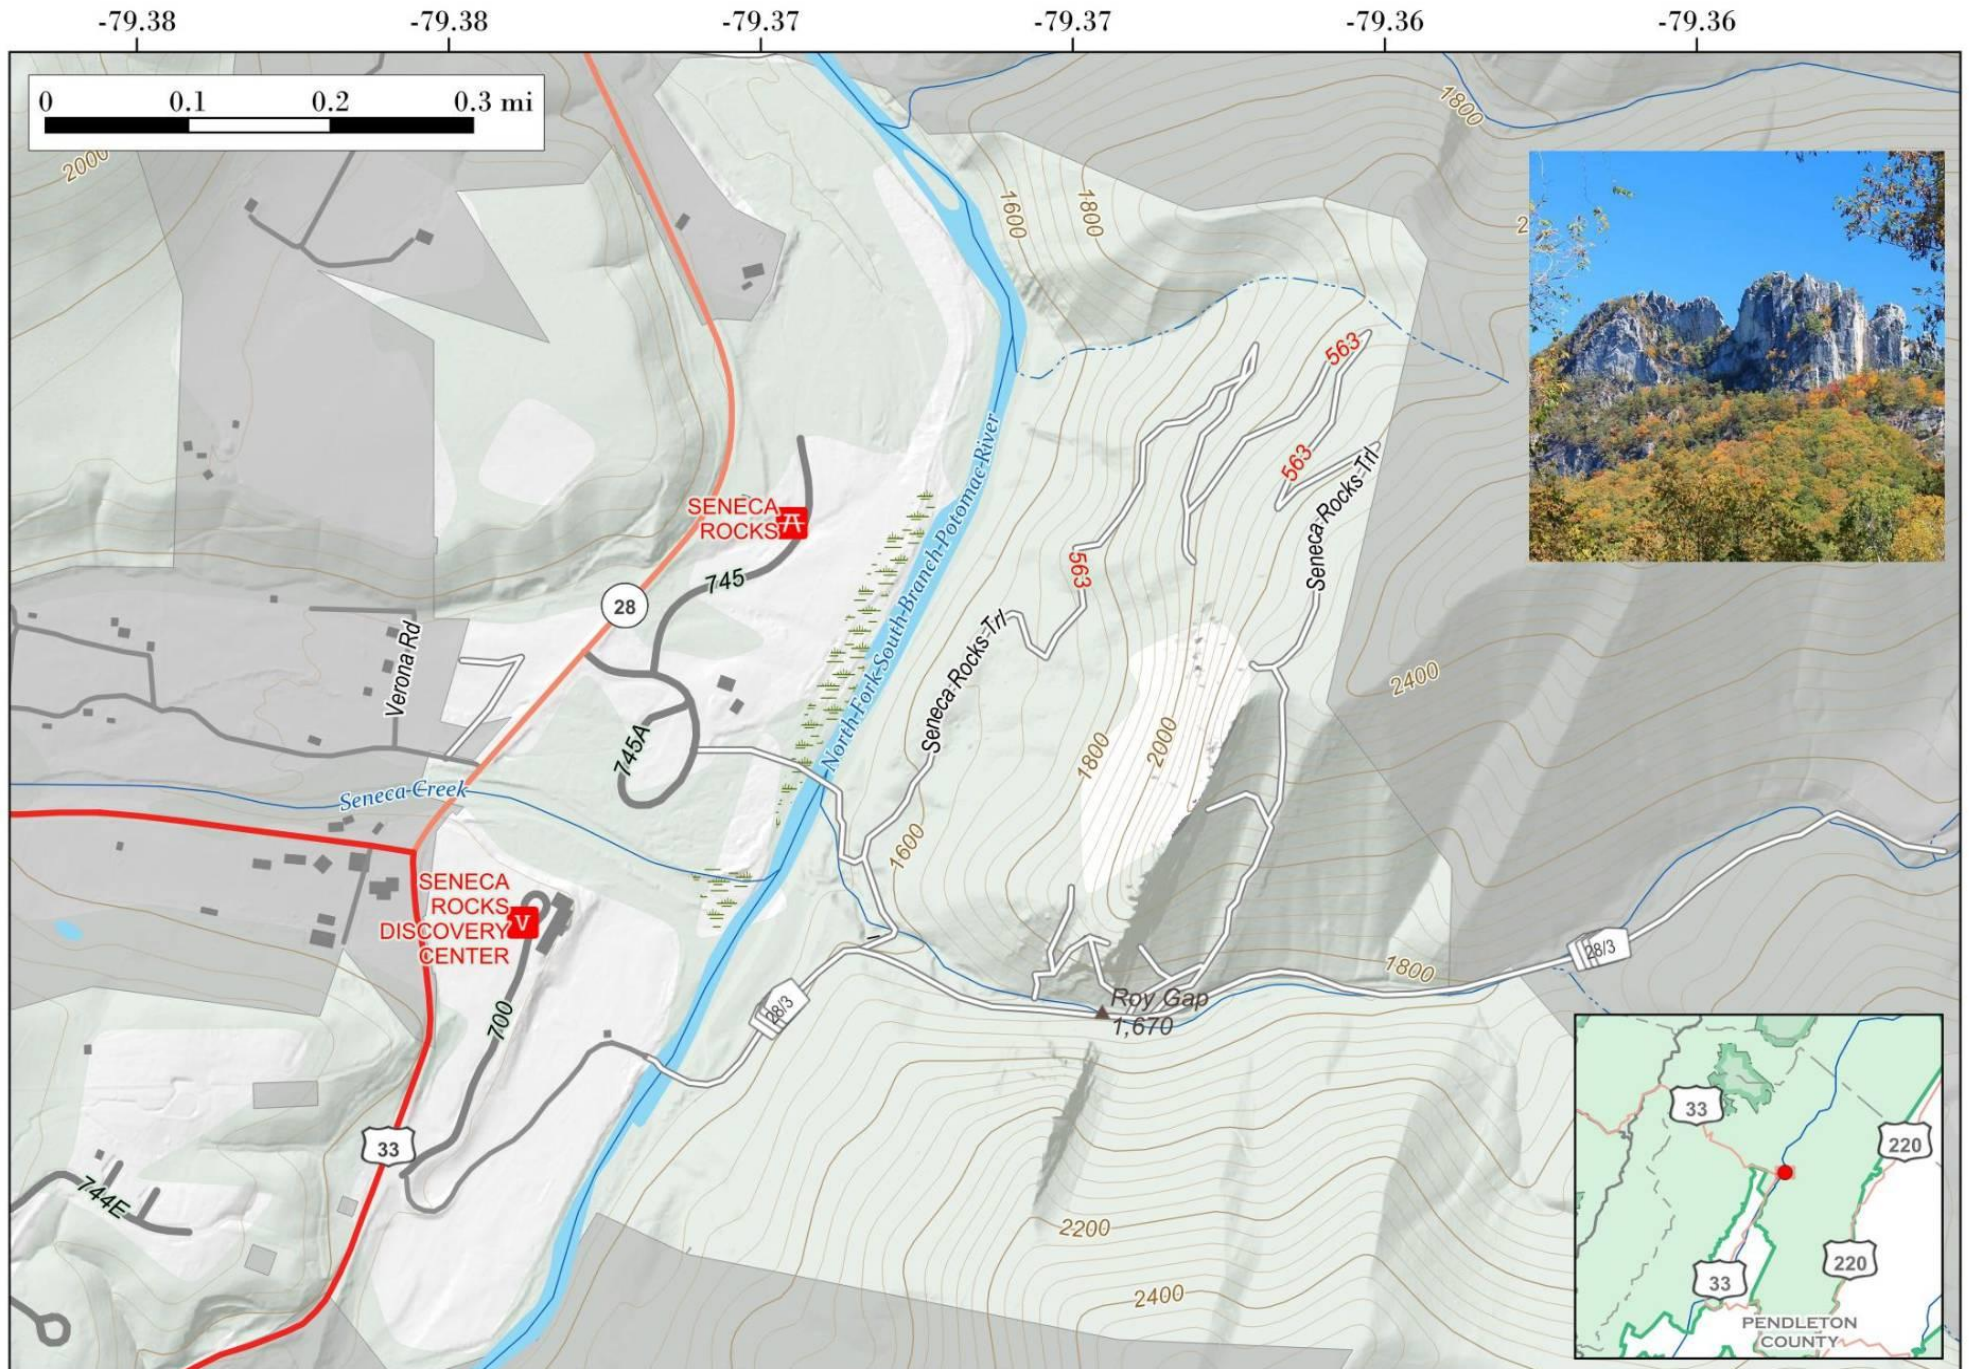 -79.38 -79.38 -79.37 -79.37 -79.36 -79.36
0 0.1 0.2 0.3 mi
2000
1800
1600
1800
563
563
North Fork South Branch Potomac River
SENECA
ROCKS
745
28
563
Seneca Rocks Trl
Seneca Rocks Trl
Verona Rd
2400
745A
1800
2000
Seneca Creek
1600
SENECA
ROCKS
DISCOVERY
CENTER
V
700
28/3
28/3
1800
Roy Gap
1,670
33
744E
2200
2400
33
220
220
33
PENDLETON
COUNTY